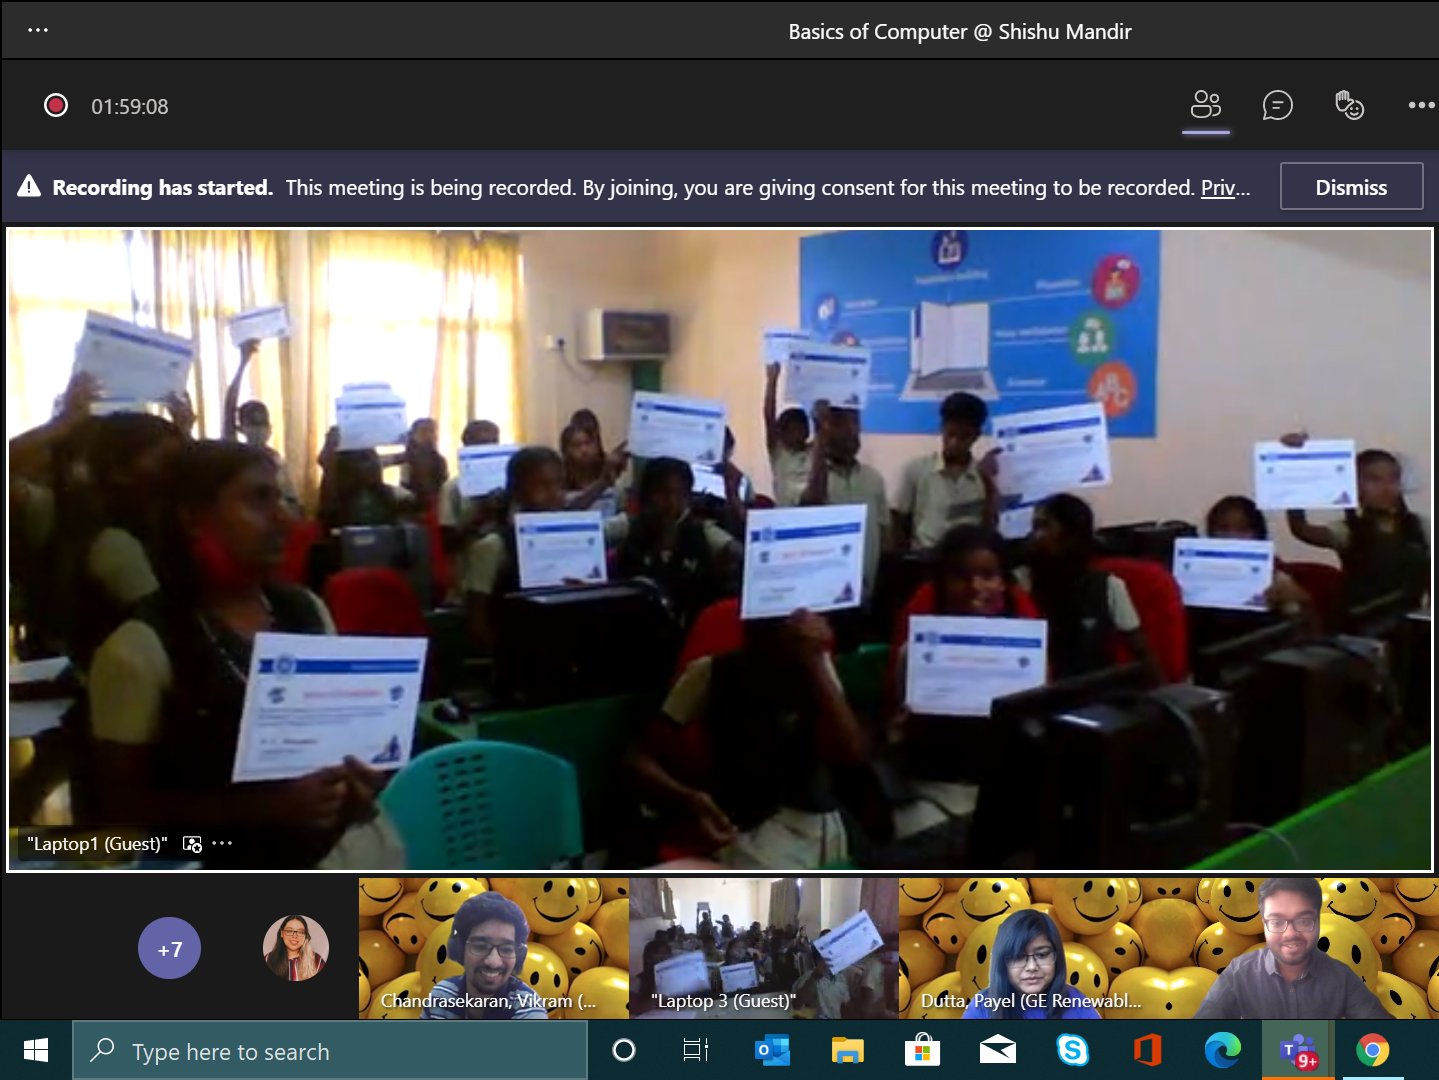 Basics of Computer @ Shishu Mandir
01:59:08
Recording has started. This meeting is being recorded. By joining, you are giving consent for this meeting to be recorded. Priv...
Dismiss
"Laptop1 (Guest)"
+7
Chandrasekaran, Vikram (...
"Laptop 3 (Guest)"
Dutta, Payel (GE Renewabl...
Type here to search
9+